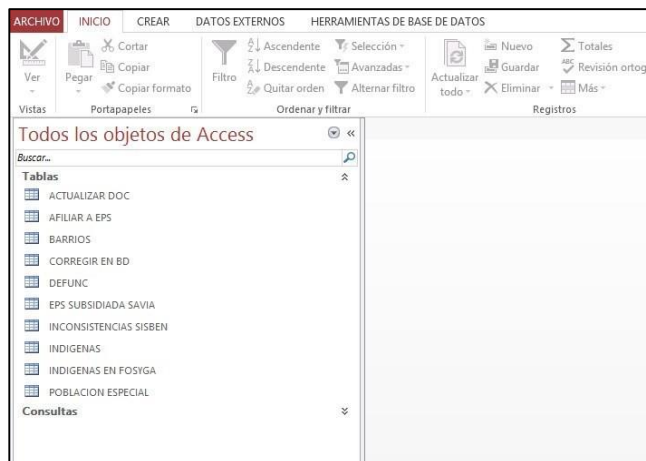 ARCHIVO INICIO CREAR DATOS EXTERNOS HERRAMIENTAS DE BASE DE DATOS
Ver
Vistas
Pegar
Cortar
Copiar
Copiar formato
Portapapeles
Filtro
Ascendente
Descendente
Quitar orden
Selección
Avanzadas
Alternar filtro
Ordenar y filtrar
Actualizar
todo
Nuevo
Guardar
Eliminar
Totales
Revisión ortog
Más
Registros
Todos los objetos de Access
Buscar...
Tablas
ACTUALIZAR DOC
AFILIAR A EPS
BARRIOS
CORREGIR EN BD
DEFUNC
EPS SUBSIDIADA SAVIA
INCONSISTENCIAS SISBEN
INDIGENAS
INDIGENAS EN FOSYGA
POBLACION ESPECIAL
Consultas